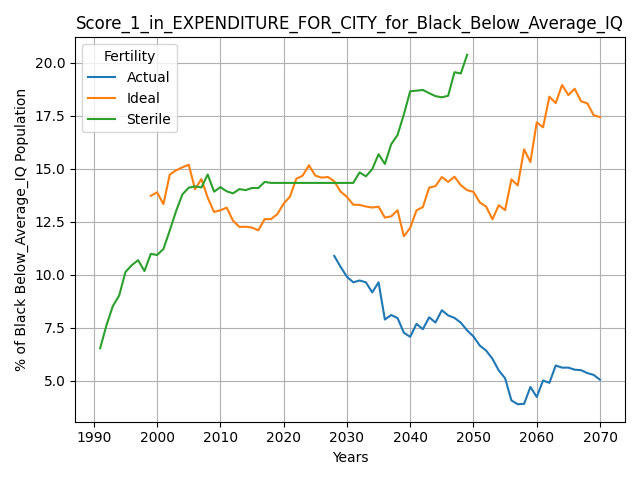 Score_1_in_EXPENDITURE_FOR_CITY_for_Black_Below_Average_IQ
Fertility
Actual
Ideal
Sterile
% of Black Below_Average_IQ Population
20.0
17.5
15.0
12.5
10.0
7.5
5.0
1990 2000 2010 2020 2030 2040 2050 2060 2070
Years